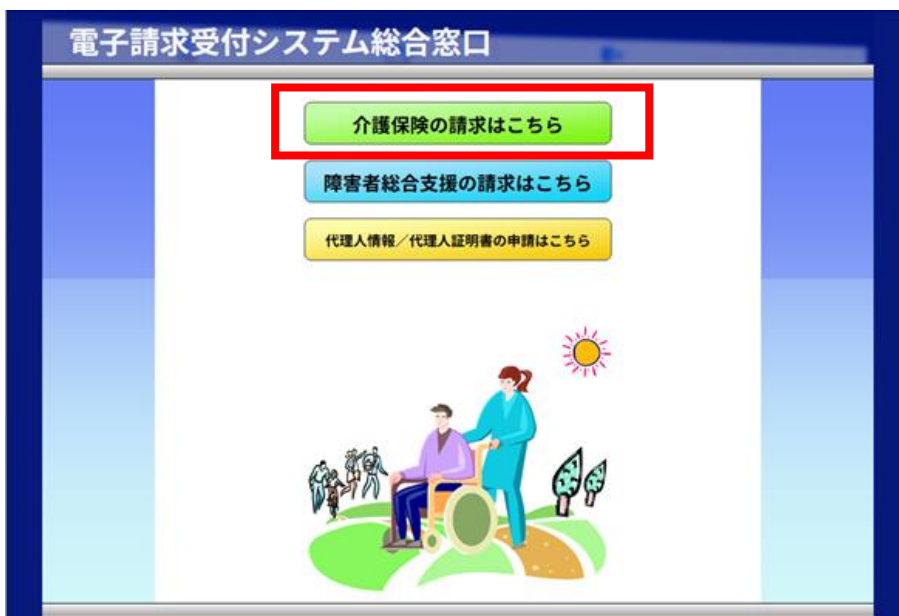 電子請求受付システム総合窓口
介護保険の請求はこちら
障害者総合支援の請求はこちら
代理人情報／代理人証明書の申請はこちら